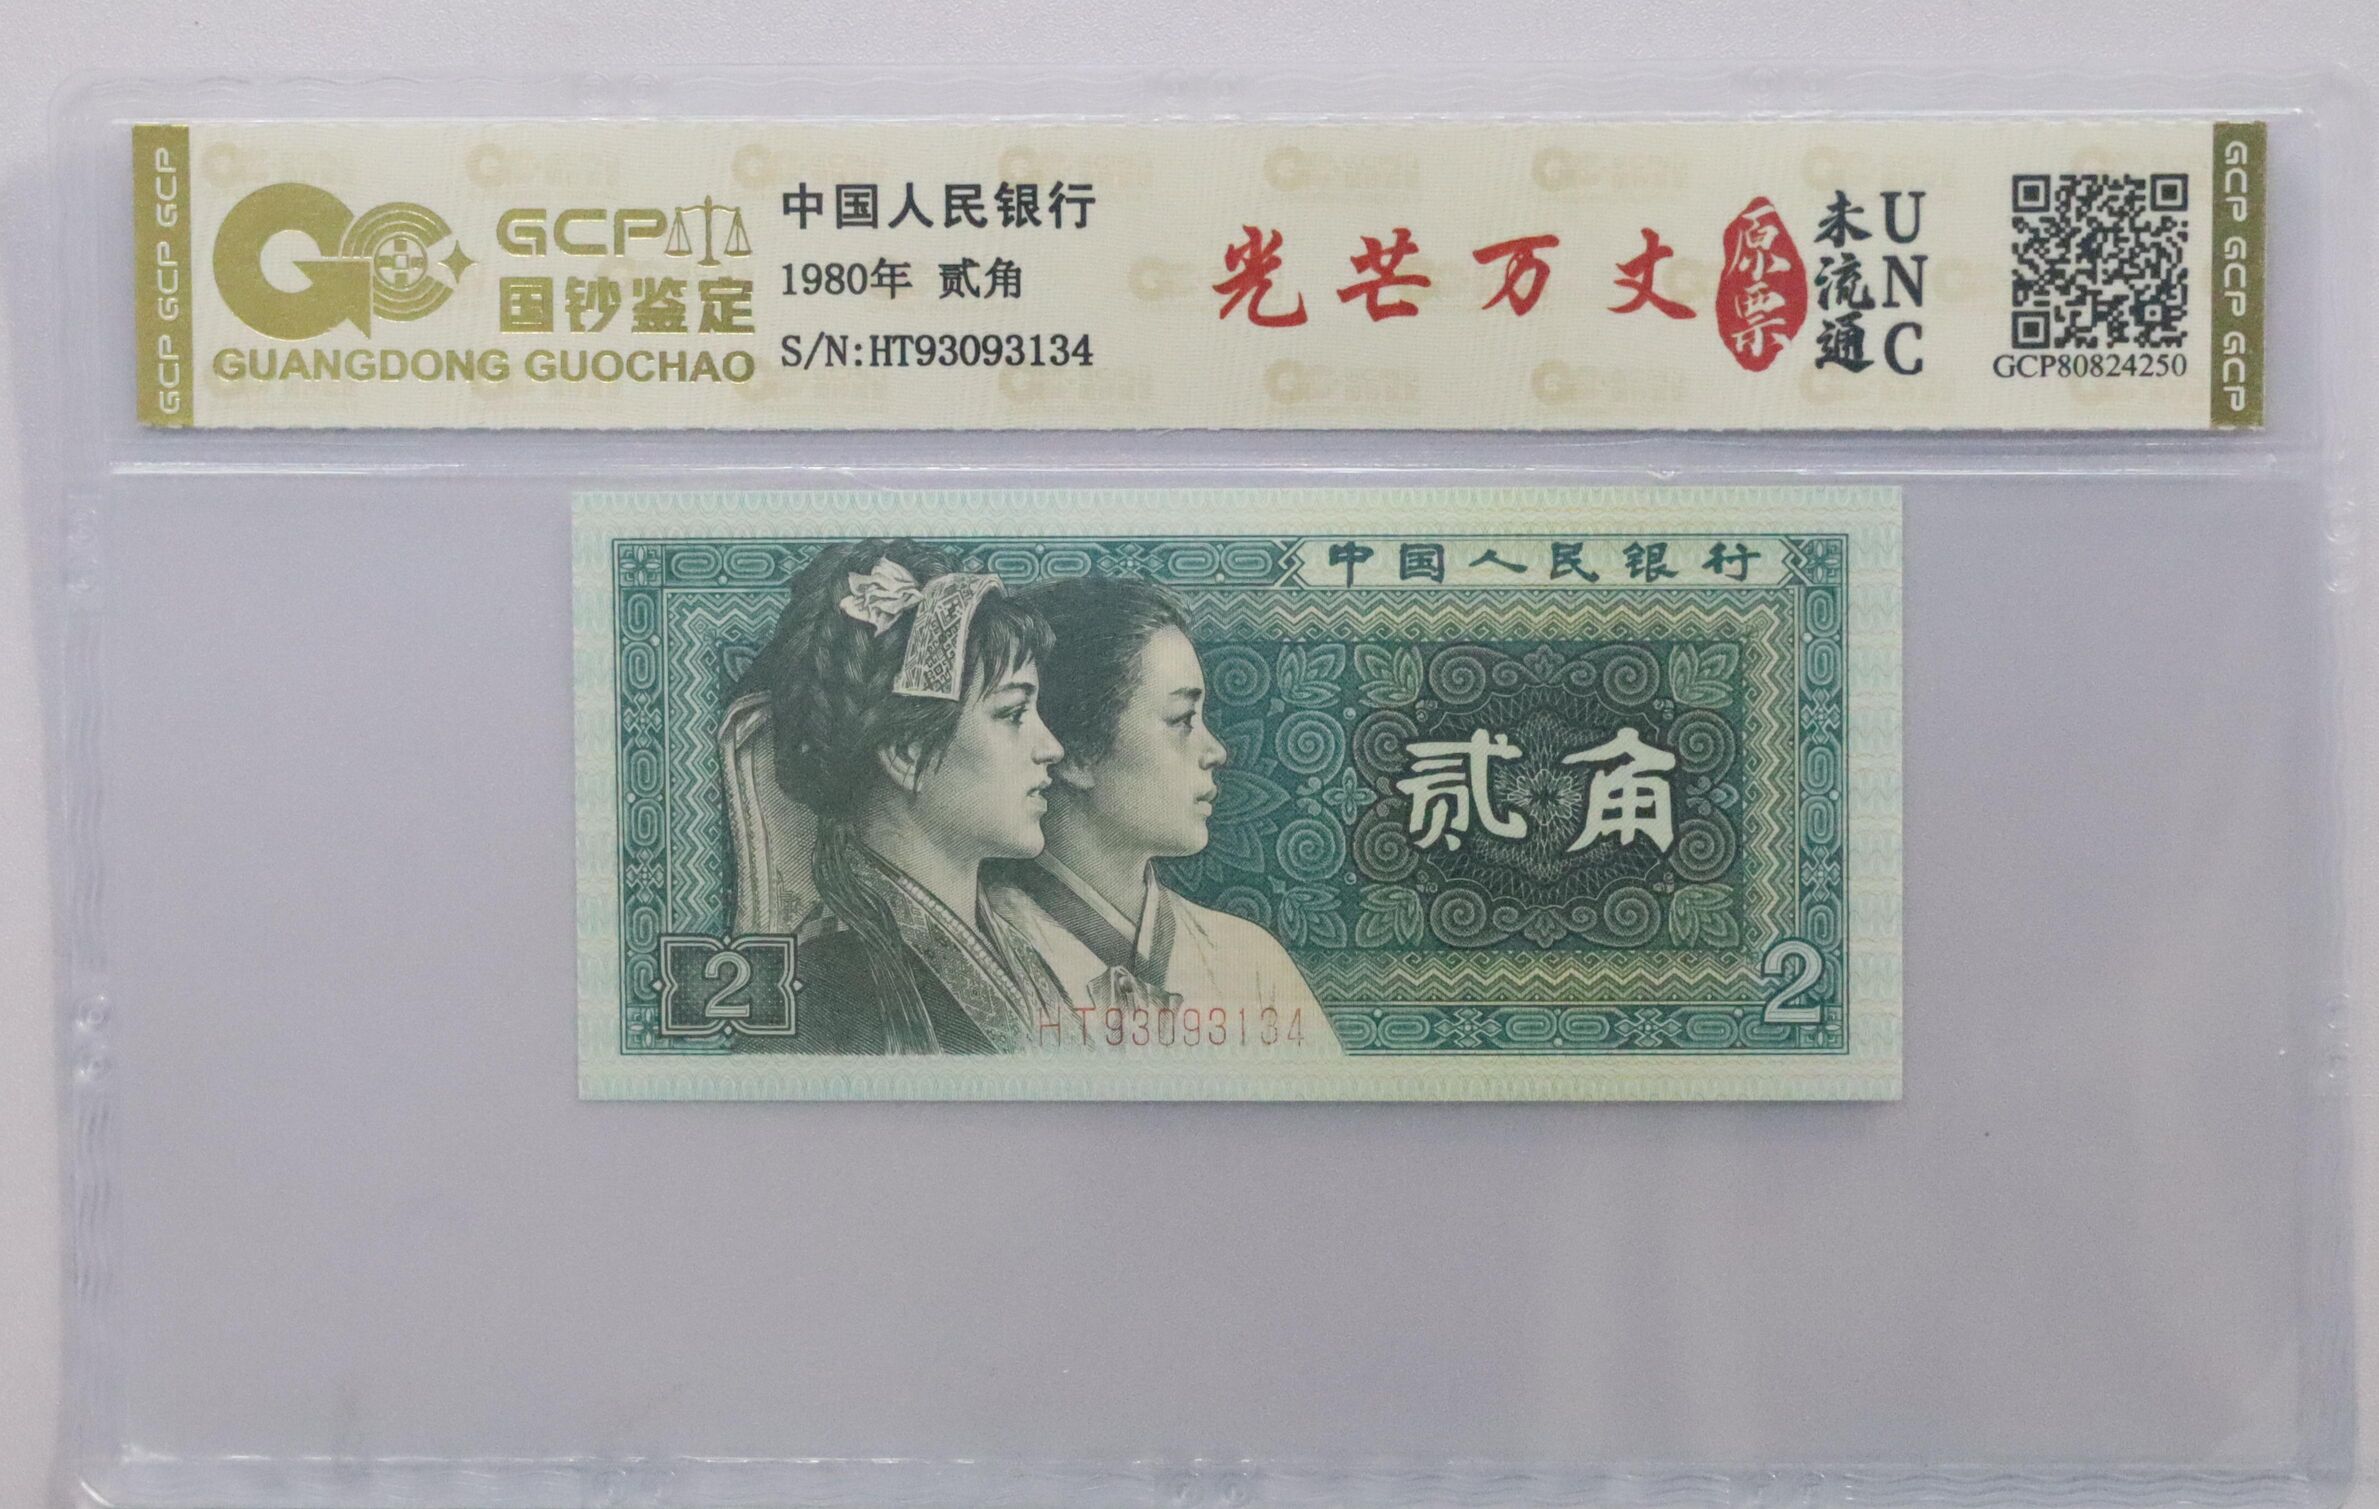 GCP GCP GCP
GCP
国钞鉴定
GUANGDONG GUOCHAO
中国人民银行
1980年 贰角
S/N:HT93093134
光芒万丈
原票
未流通
UNC
GCP80824250
GCP GCP GCP
中国人民银行
贰角
2
2
HT93093134